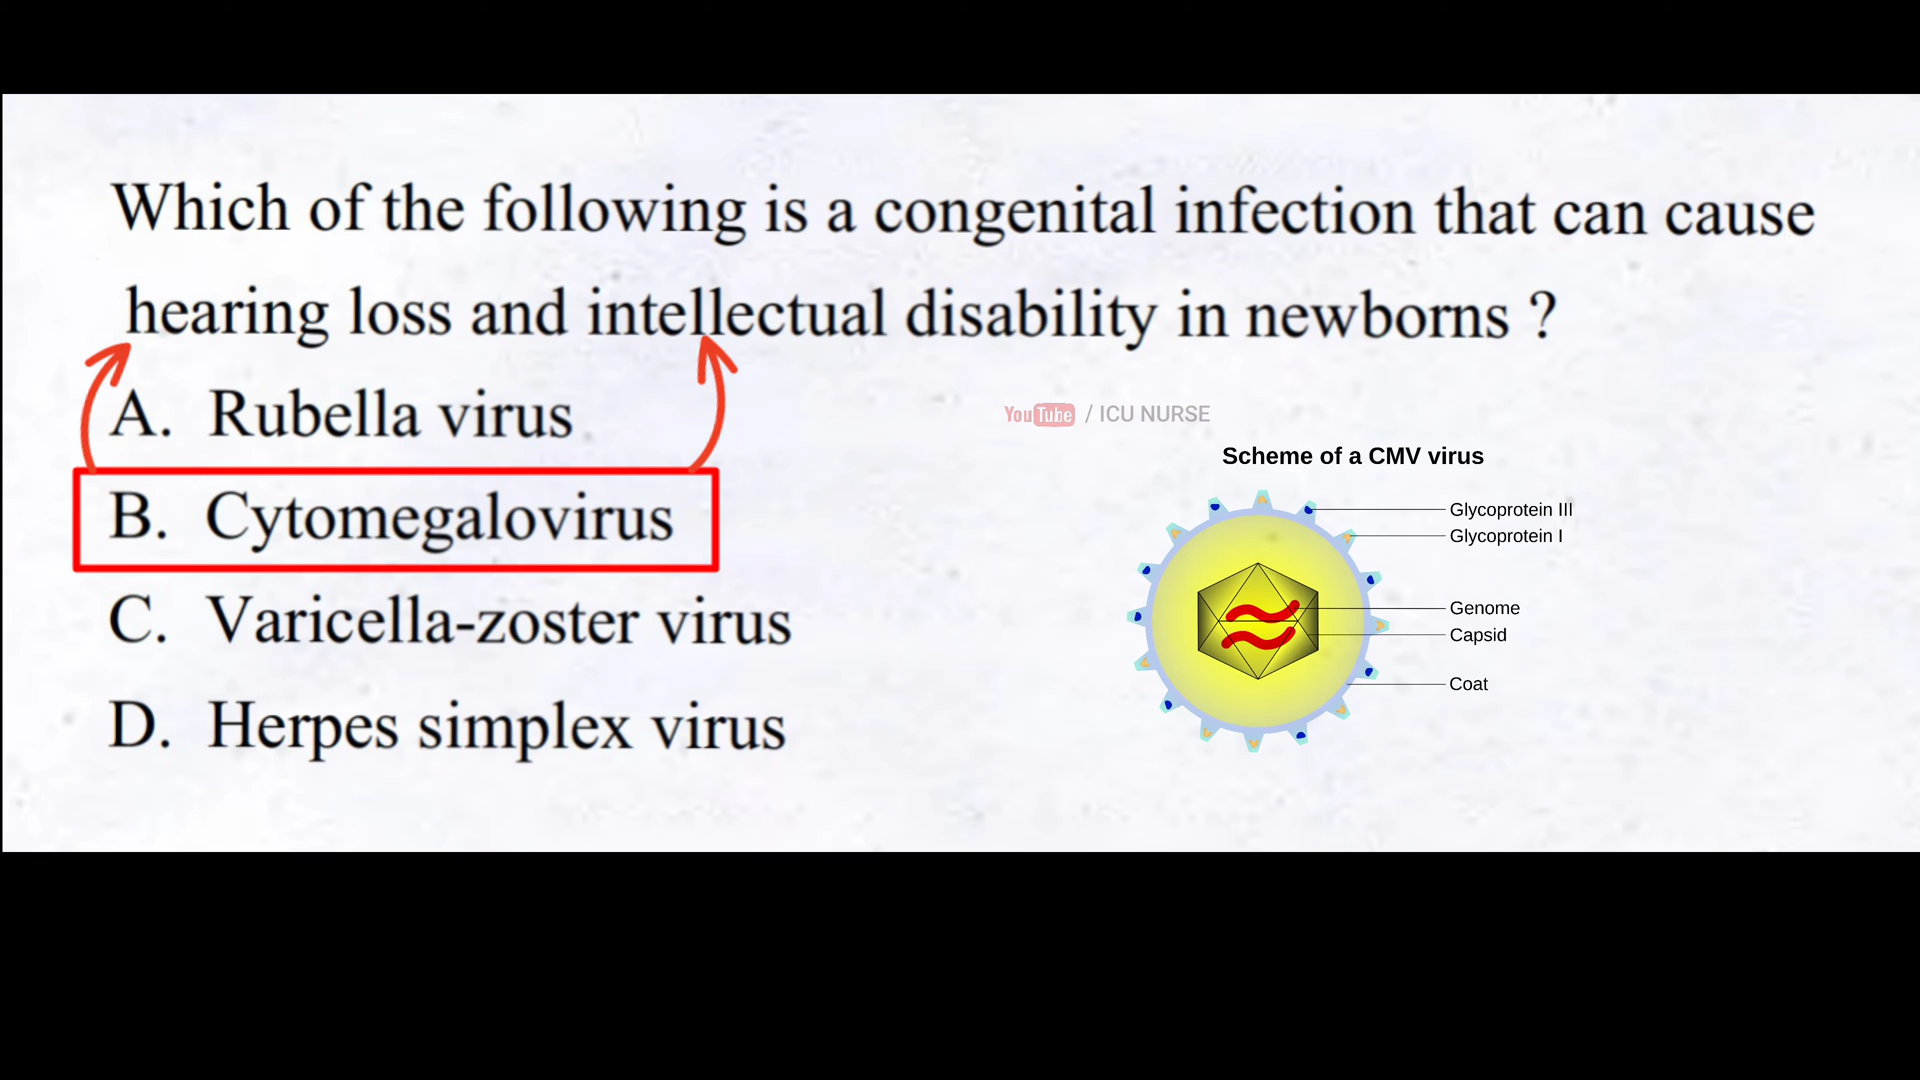 Which of the following is a congenital infection that can cause
hearing loss and intellectual disability in newborns ?
A. Rubella virus
B. Cytomegalovirus
C. Varicella-zoster virus
D. Herpes simplex virus
YouTube / ICU NURSE
Scheme of a CMV virus
Glycoprotein III
Glycoprotein I
Genome
Capsid
Coat